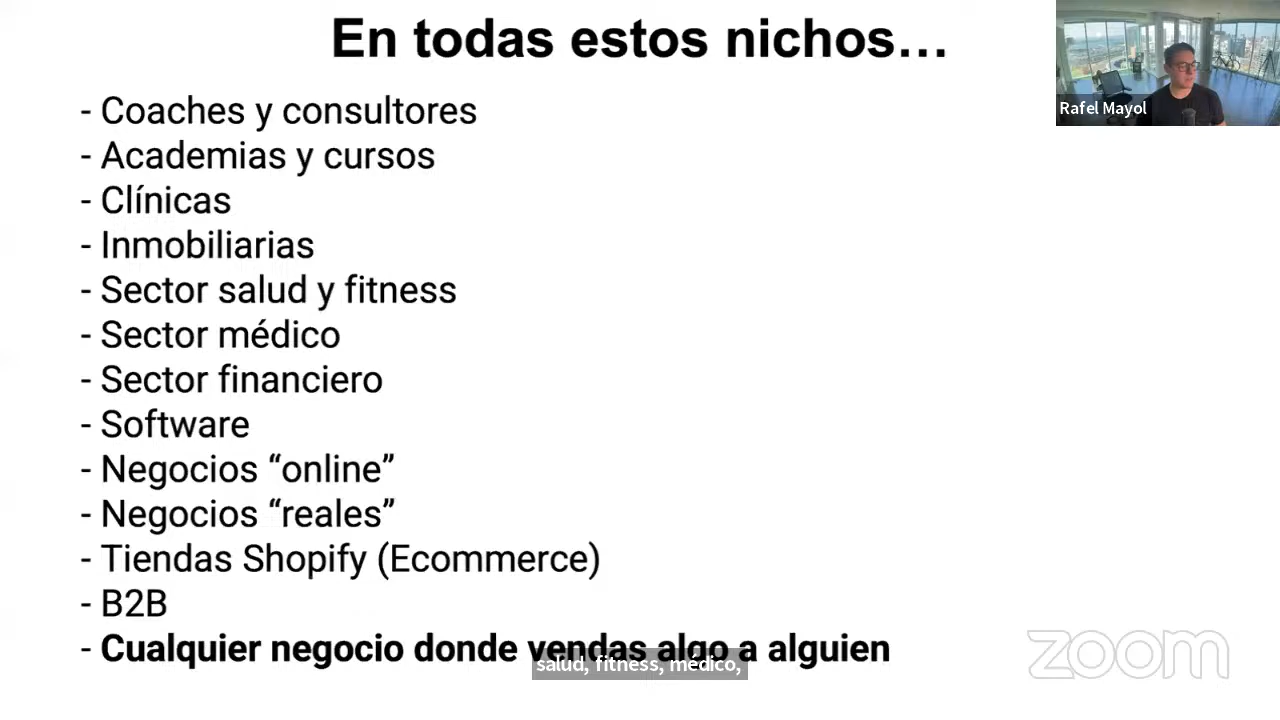 En todas estos nichos…
Rafel Mayol
- Coaches y consultores
- Academias y cursos
- Clínicas
- Inmobiliarias
- Sector salud y fitness
- Sector médico
- Sector financiero
- Software
- Negocios “online”
- Negocios “reales”
- Tiendas Shopify (Ecommerce)
- B2B
- Cualquier negocio donde vendas algo a alguien
salud, fitness, médico,
zoom